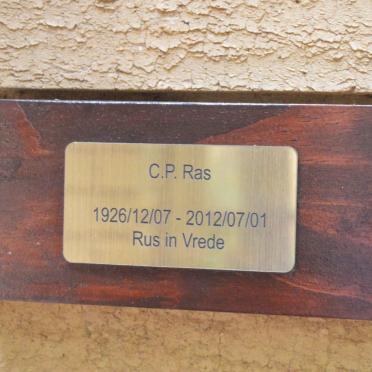 C.P. Ras
1926/12/07 - 2012/07/01
Rus in Vrede